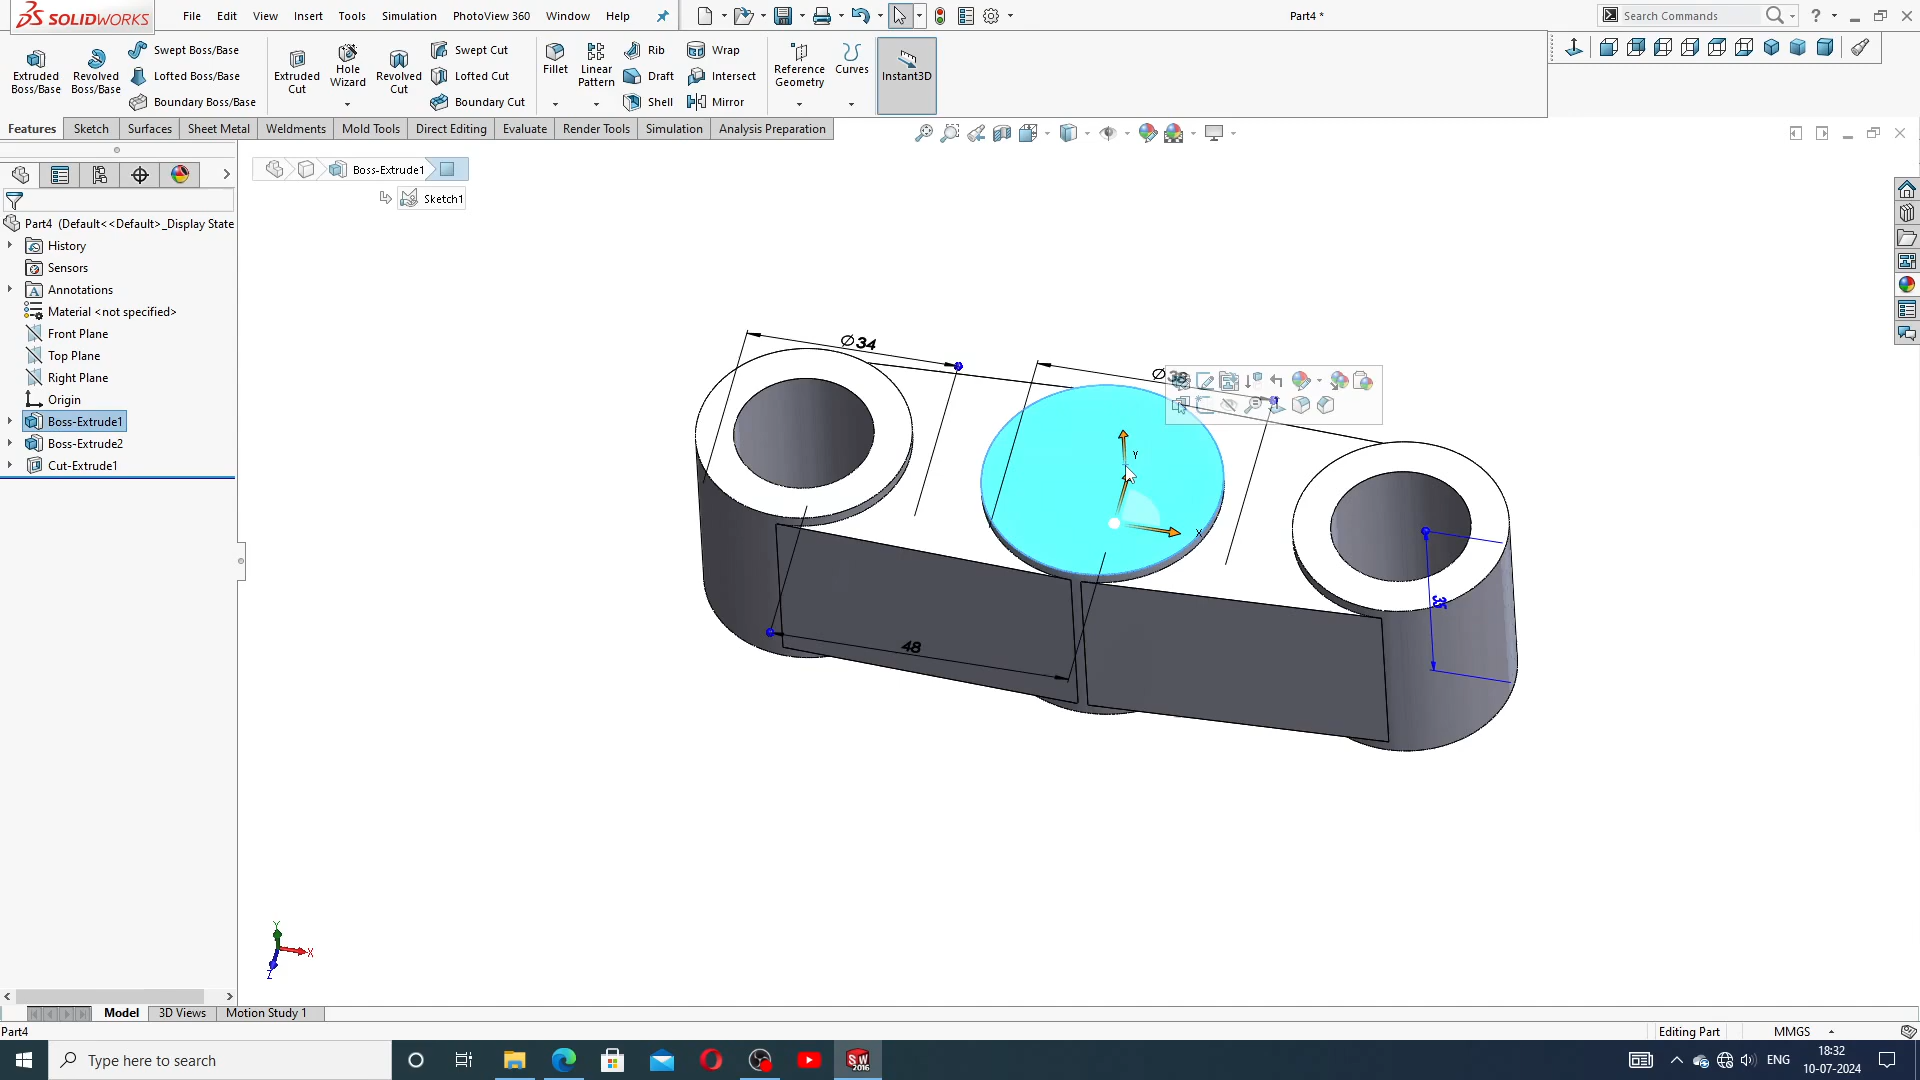 SOLIDWORKS
File Edit View Insert Tools Simulation PhotoView 360 Window Help
Part4 *
Search Commands
Extruded Boss/Base
Revolved Boss/Base
Swept Boss/Base
Lofted Boss/Base
Boundary Boss/Base
Extruded Cut
Hole Wizard
Revolved Cut
Swept Cut
Lofted Cut
Boundary Cut
Fillet
Linear Pattern
Rib
Draft
Shell
Wrap
Intersect
Mirror
Reference Geometry
Curves
Instant3D
Features Sketch Surfaces Sheet Metal Weldments Mold Tools Direct Editing Evaluate Render Tools Simulation Analysis Preparation
Boss-Extrude1
Sketch1
Part4 (Default<<Default>_Display State
History
Sensors
Annotations
Material <not specified>
Front Plane
Top Plane
Right Plane
Origin
Boss-Extrude1
Boss-Extrude2
Cut-Extrude1
Ø34
Ø38
Y
X
35
48
Y
X
Z
Model 3D Views Motion Study 1
Part4
Editing Part
MMGS
Type here to search
SW
2016
ENG
18:32
10-07-2024